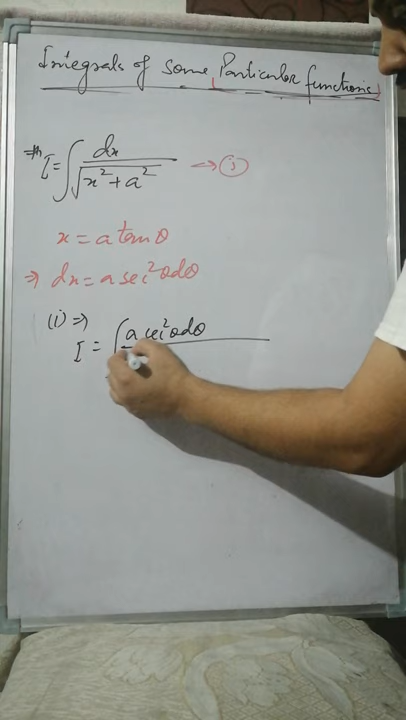 Integrals of some Particular functions
⇒ I = ∫ dx / √(x² + a²) → (i)
x = a tan θ
⇒ dx = a sec²θ dθ
(i) ⇒
I = ∫ a sec²θ dθ